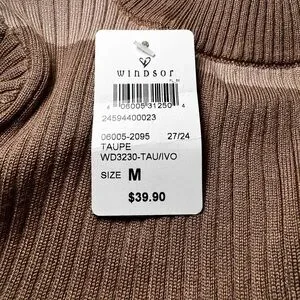 WINDSOR
4 06005 31250 4
24594400023
06005-2095 27/24
TAUPE
WD3230-TAU/IVO
SIZE M
$39.90